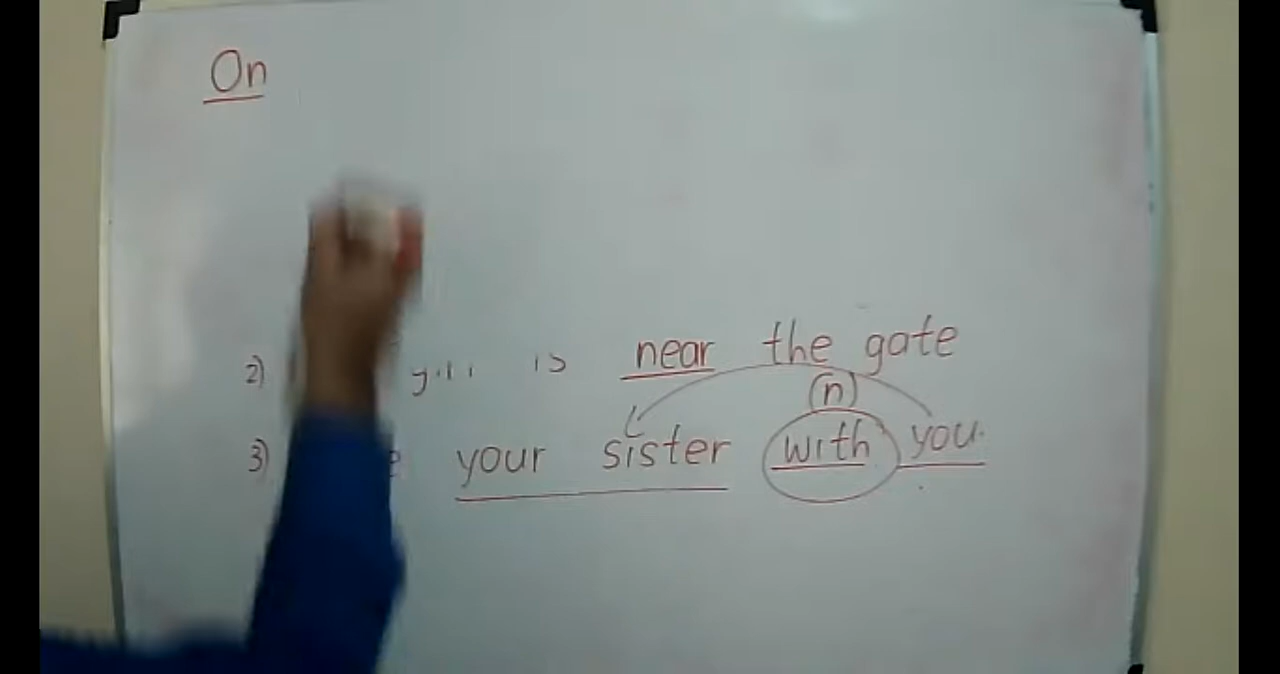 On
2) is near the gate
(n)
3) your sister with you.